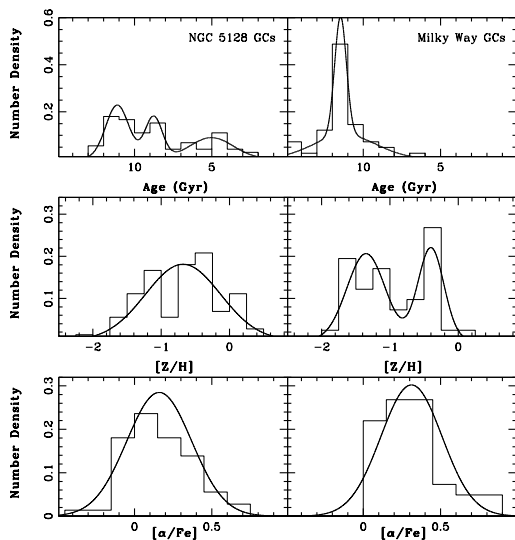 NGC 5128 GCs
Milky Way GCs
Number Density
0.6
0.4
0.2
10
5
10
5
Age (Gyr)
Age (Gyr)
Number Density
0.3
0.2
0.1
-2
-1
0
-2
-1
0
[Z/H]
[Z/H]
Number Density
0.3
0.2
0.1
0
0
0.5
0
0.5
[α/Fe]
[α/Fe]